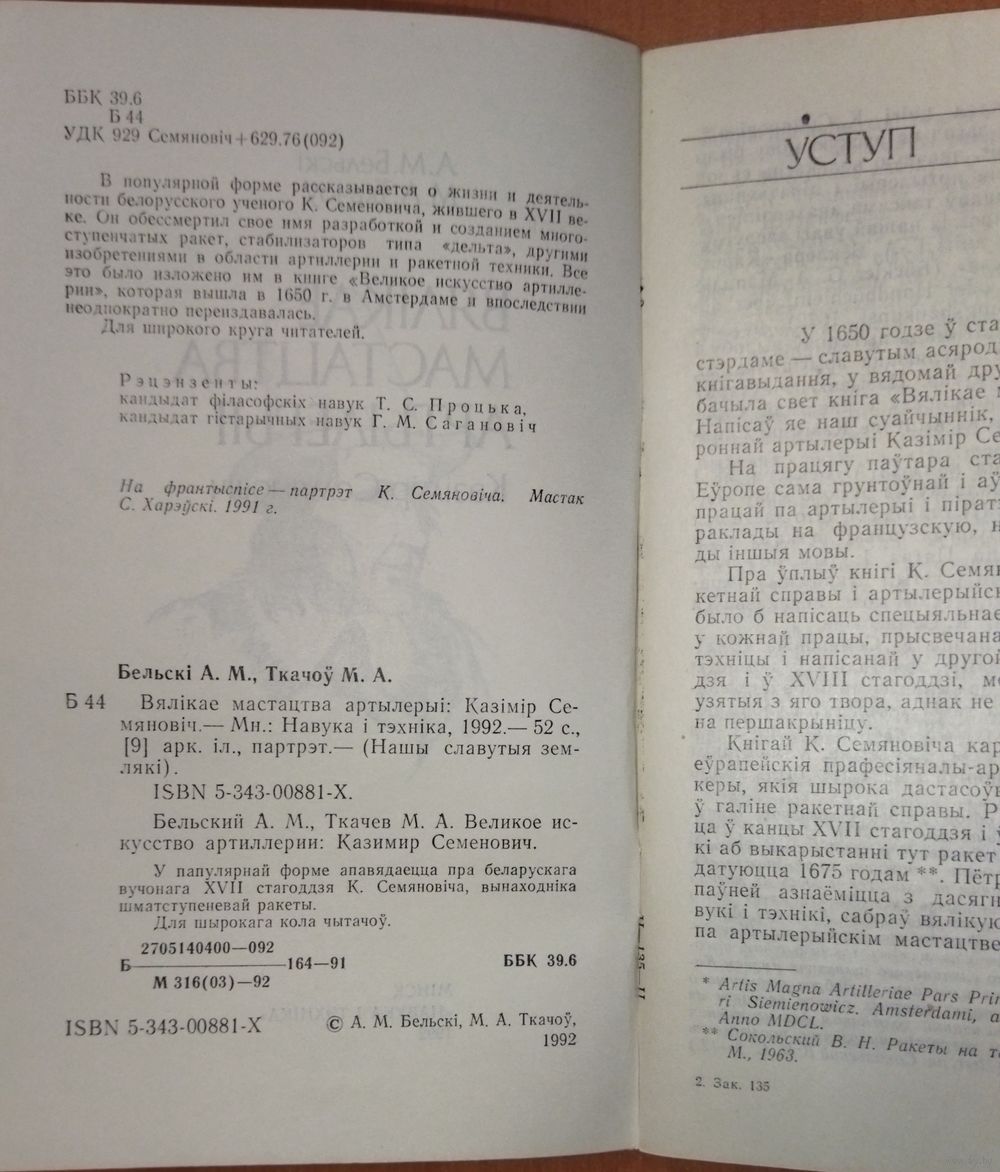 ББК 39.6
Б 44
УДК 929 Семяновіч+629.76(092)
В популярной форме рассказывается о жизни и деятель-
ности белорусского ученого К. Семеновича, жившего в XVII ве-
ке. Он обессмертил свое имя разработкой и созданием много-
ступенчатых ракет, стабилизаторов типа «дельта», другими
изобретениями в области артиллерии и ракетной техники. Все
это было изложено им в книге «Великое искусство артилле-
рии», которая вышла в 1650 г. в Амстердаме и впоследствии
неоднократно переиздавалась.
Для широкого круга читателей.
Рэцэнзенты:
кандыдат філасофскіх навук Т. С. Процька,
кандыдат гістарычных навук Г. М. Сагановіч
На франтыспісе — партрэт К. Семяновіча. Мастак
С. Харэўскі. 1991 г.
Бельскі А. М., Ткачоў М. А.
Б 44 Вялікае мастацтва артылерыі: Казімір Се-
мяновіч.— Мн.: Навука і тэхніка, 1992.— 52 с.,
[9] арк. іл., партрэт.— (Нашы славутыя зем-
лякі).
ISBN 5-343-00881-X.
Бельский А. М., Ткачев М. А. Великое ис-
кусство артиллерии: Казимир Семенович.
У папулярнай форме апавядаецца пра беларускага
вучонага XVII стагоддзя К. Семяновіча, вынаходніка
шматступеневай ракеты.
Для шырокага кола чытачоў.
2705140400—092
Б 164—91
М 316(03)—92
ББК 39.6
ISBN 5-343-00881-X
© А. М. Бельскі, М. А. Ткачоў,
1992
УСТУП
У 1650 годзе ў ста
стэрдаме — славутым асярод
кнігавыдання, у вядомай дру
бачыла свет кніга «Вялікае м
Напісаў яе наш суайчыннік,
роннай артылерыі Казімір Се
На працягу паўтара ста
Еўропе сама грунтоўнай і аў
працай па артылерыі і пірат
раклады на французскую, н
ды іншыя мовы.
Пра ўплыў кнігі К. Семян
кетнай справы і артылерыйск
было б напісаць спецыяльнае
у кожнай працы, прысвечана
тэхніцы і напісанай у другой
дзя і ў XVIII стагоддзі, мо
узятыя з яго твора, аднак не
на першакрыніцу.
Кнігай К. Семяновіча кар
еўрапейскія прафесіяналы-ар
керы, якія шырока дастасоўв
ў галіне ракетнай справы. Р
ца ў канцы XVII стагоддзя і ў
кі аб выкарыстанні тут ракет
датуюцца 1675 годам **. Пётр
паўней азнаёміцца з дасягн
вукі і тэхнікі, сабраў вялікую
па артылерыйскім мастацтве
* Artis Magna Artilleriae Pars Prin
ri Siemienowicz. Amsterdami, a
Anno MDCL.
** Сокольский В. Н. Ракеты на т
М., 1963.
2. Зак. 135